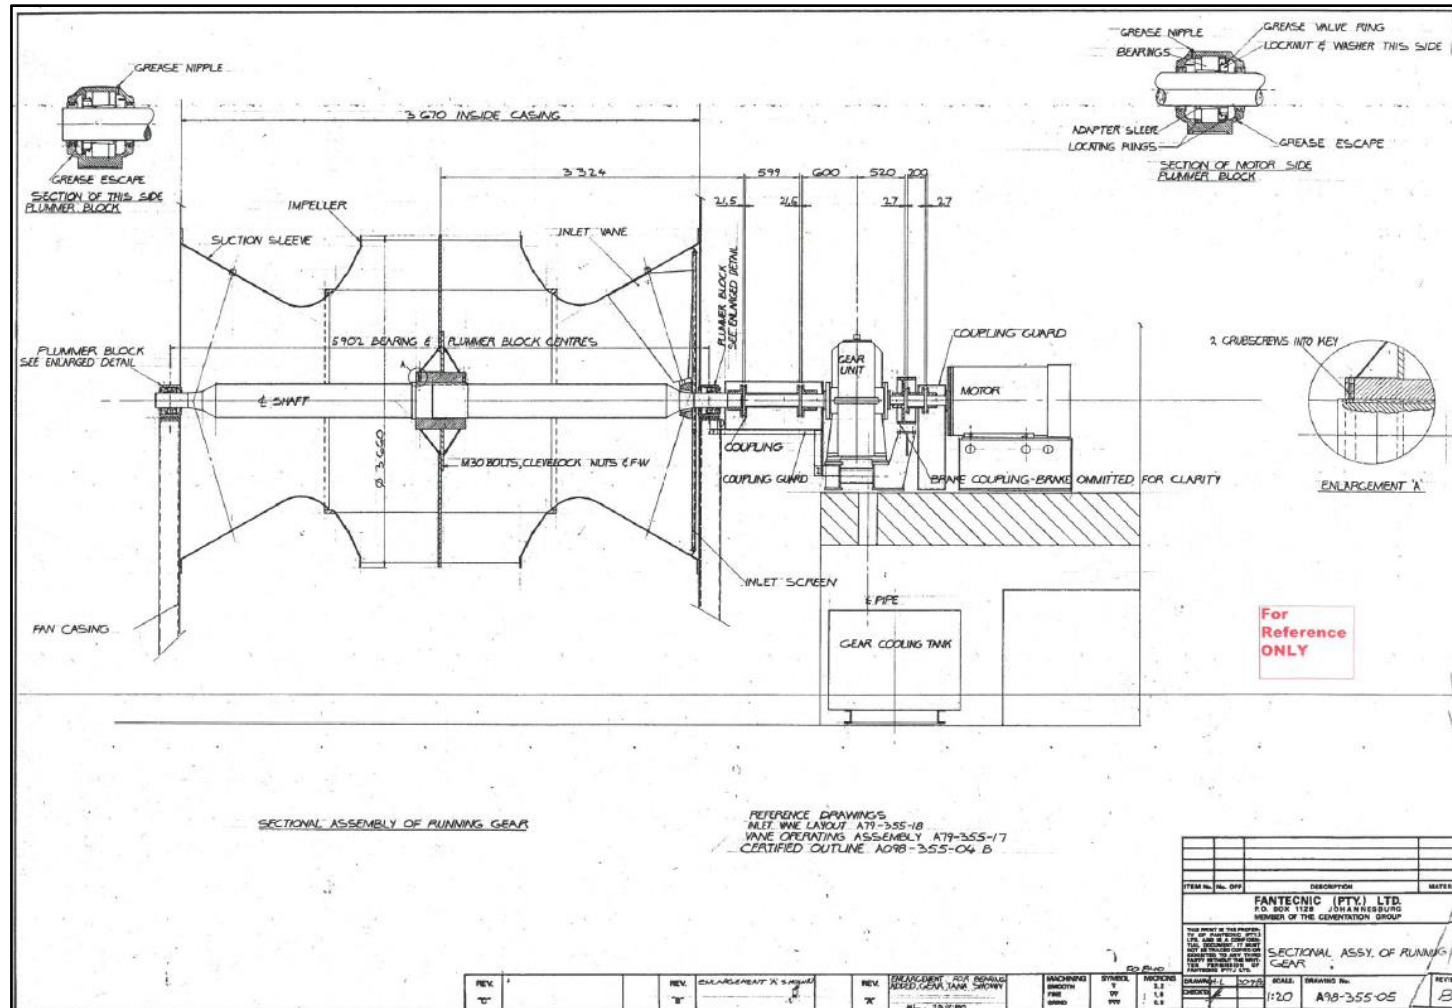 GREASE NIPPLE
GREASE ESCAPE
SECTION OF THIS SIDE
PLUMMER BLOCK
GREASE NIPPLE
BEARINGS
GREASE VALVE RING
LOCKNUT & WASHER THIS SIDE
ADAPTER SLEEVE
LOCATING RINGS
GREASE ESCAPE
SECTION OF MOTOR SIDE
PLUMMER BLOCK
3 670 INSIDE CASING
3 324
599
600
520
200
21,5
21,5
27
27
IMPELLER
SUCTION SLEEVE
INLET VANE
PLUMMER BLOCK
SEE ENLARGED DETAIL
5902 BEARING & PLUMMER BLOCK CENTRES
PLUMMER BLOCK
SEE ENLARGED DETAIL
A
℄ SHAFT
Ø 3 660
M30 BOLTS, CLEVELOCK NUTS & F.W
COUPLING
COUPLING GUARD
GEAR
UNIT
COUPLING GUARD
MOTOR
BRAKE COUPLING-BRAKE OMMITTED FOR CLARITY
2 GRUBSCREWS INTO KEY
ENLARGEMENT 'A'
INLET SCREEN
FAN CASING
℄ PIPE
GEAR COOLING TANK
For
Reference
ONLY
SECTIONAL ASSEMBLY OF RUNNING GEAR
REFERENCE DRAWINGS
INLET VANE LAYOUT A79-355-18
VANE OPERATING ASSEMBLY A79-355-17
CERTIFIED OUTLINE A098-355-04 B
ITEM No. No. OFF DESCRIPTION
FANTECNIC (PTY.) LTD.
P.O. BOX 1128 JOHANNESBURG
MEMBER OF THE CEMENTATION GROUP
SECTIONAL ASSY. OF RUNNING
GEAR
SCALE: DRAWING No.
1:20 A98-355-05
REV. "C"
REV. "B" ENLARGEMENT 'A' SHOWN
REV. "A"
MACHINING SYMBOL MICRONS
SMOOTH
FINE